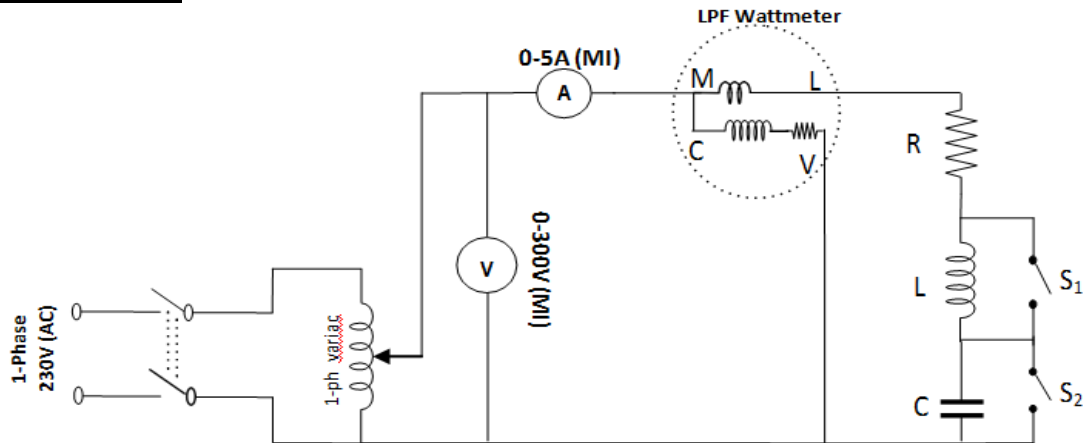 LPF Wattmeter
0-5A (MI)
A
M
L
C
V
R
0-300V (MI)
V
L
S1
S2
C
1-Phase
230V (AC)
1-ph variac